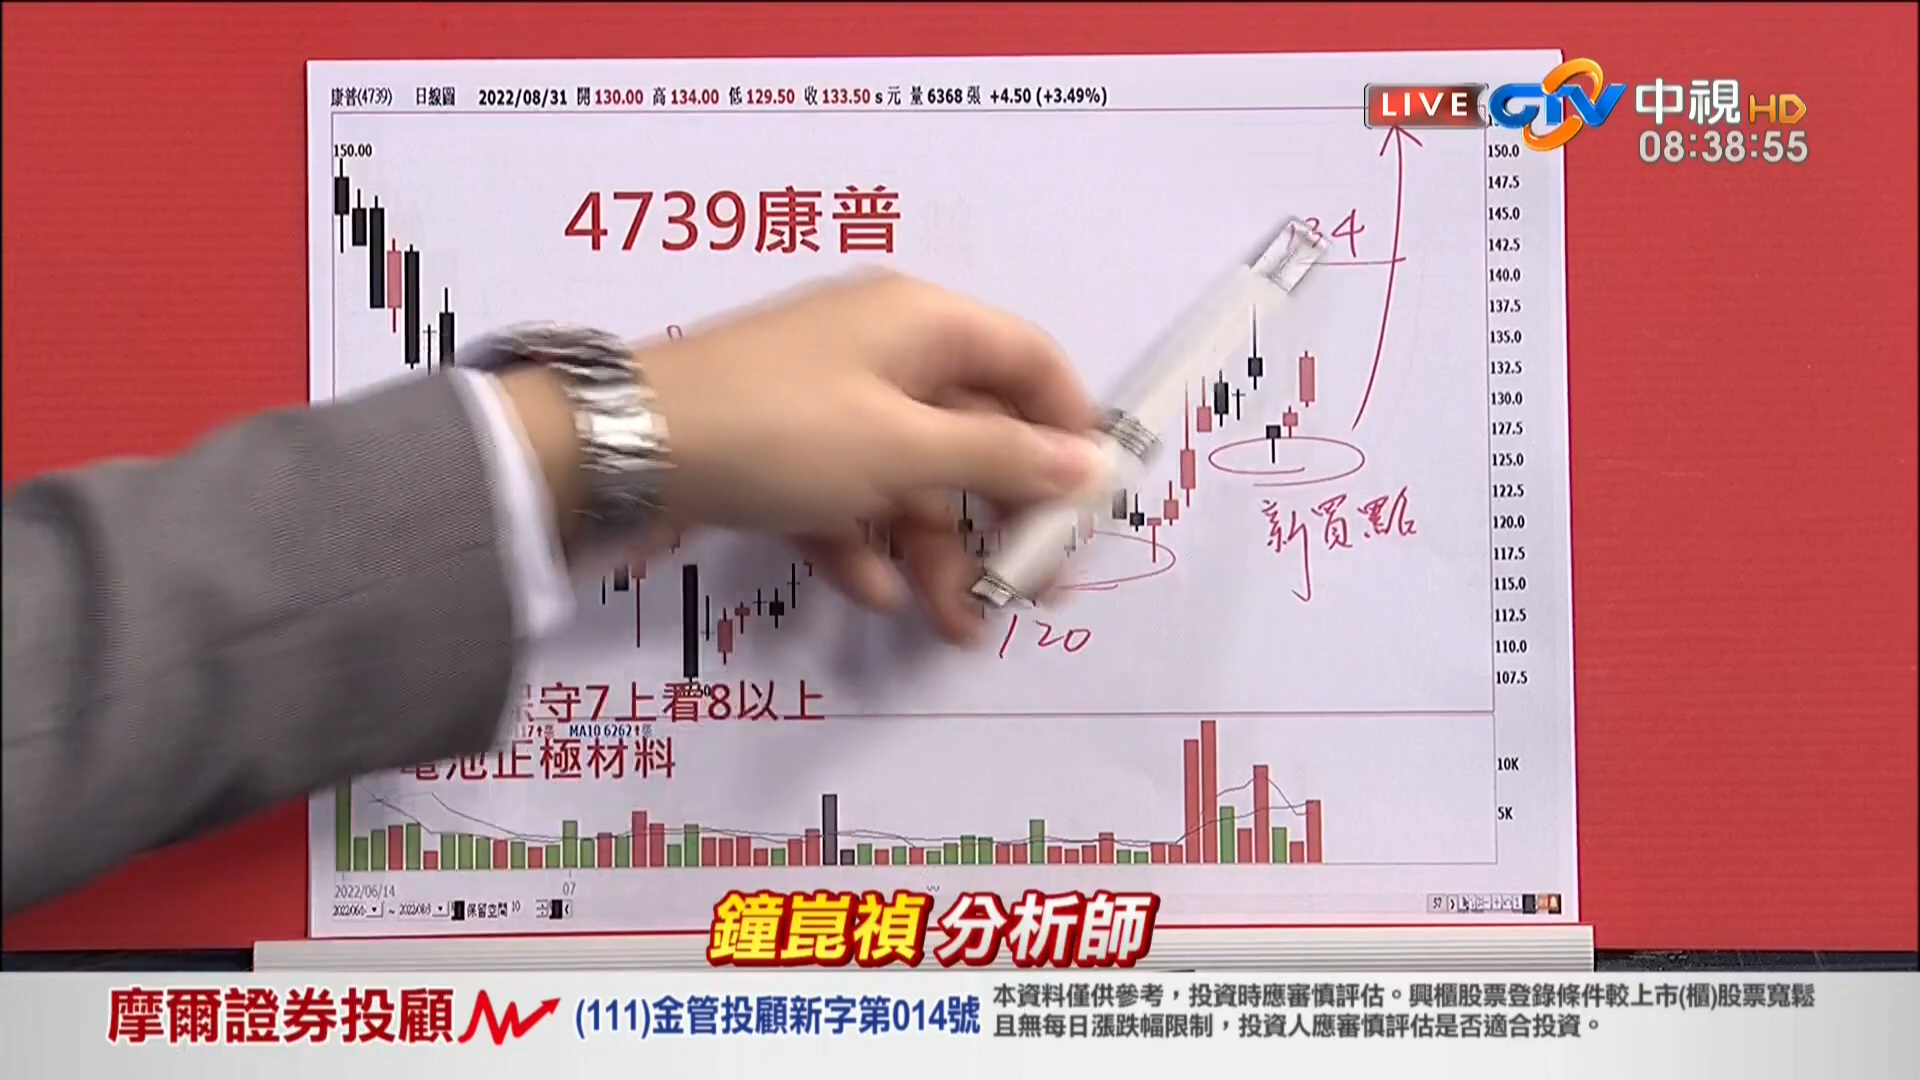 康普(4739) 日線圖 2022/08/31 開 130.00 高 134.00 低 129.50 收 133.50 s 元 量 6368 張 +4.50 (+3.49%)
LIVE CTV 中視 HD
08:38:55
150.00
4739康普
134
150.0
147.5
145.0
142.5
140.0
137.5
135.0
132.5
130.0
127.5
125.0
122.5
120.0
117.5
115.0
112.5
110.0
107.5
新買點
120
守7上看8以上
MA10 6262↑張
電池正極材料
10K
5K
2022/06/14
07
保留空間 10
57
鐘崑禎 分析師
摩爾證券投顧
(111)金管投顧新字第014號
本資料僅供參考，投資時應審慎評估。興櫃股票登錄條件較上市(櫃)股票寬鬆
且無每日漲跌幅限制，投資人應審慎評估是否適合投資。